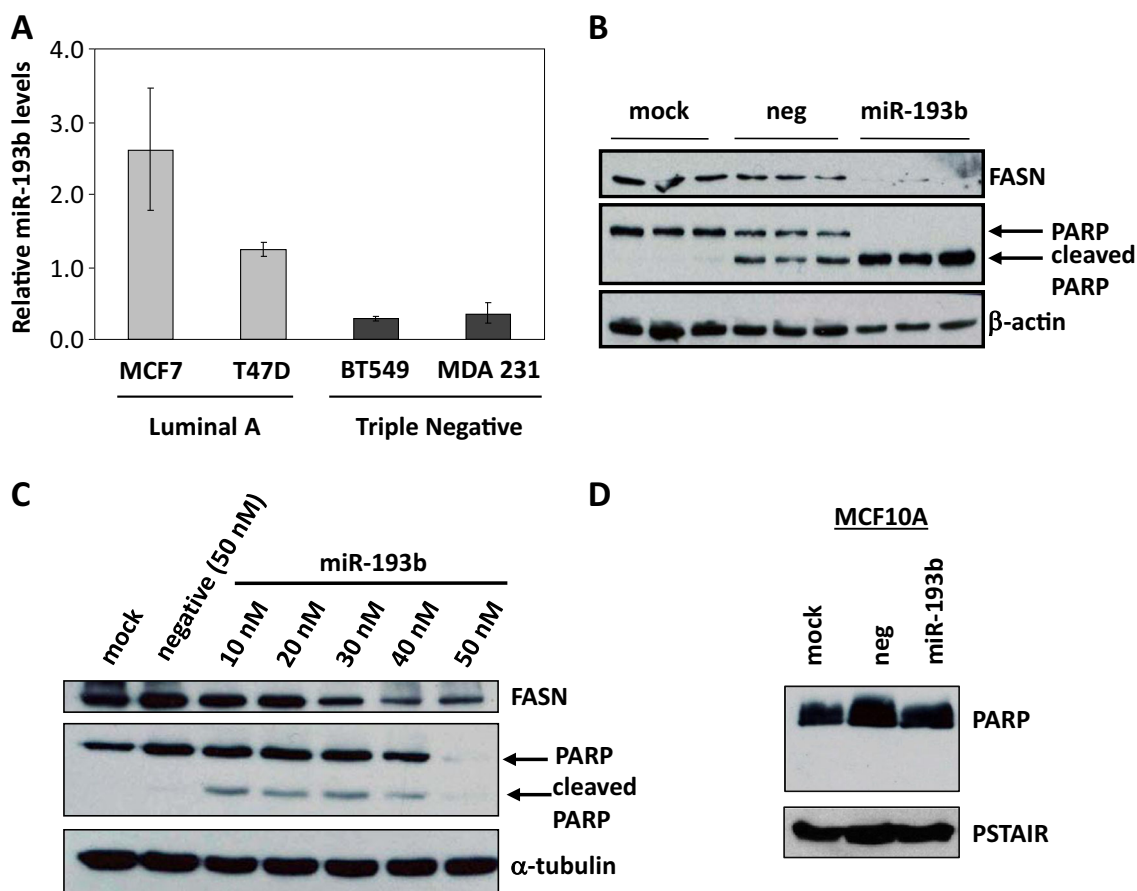 A
Relative miR-193b levels
4.0
3.0
2.0
1.0
0.0
MCF7 T47D BT549 MDA 231
Luminal A Triple Negative
B
mock neg miR-193b
FASN
PARP
cleaved
PARP
β-actin
C
mock
negative (50 nM)
miR-193b
10 nM
20 nM
30 nM
40 nM
50 nM
FASN
PARP
cleaved
PARP
α-tubulin
D
MCF10A
mock
neg
miR-193b
PARP
PSTAIR